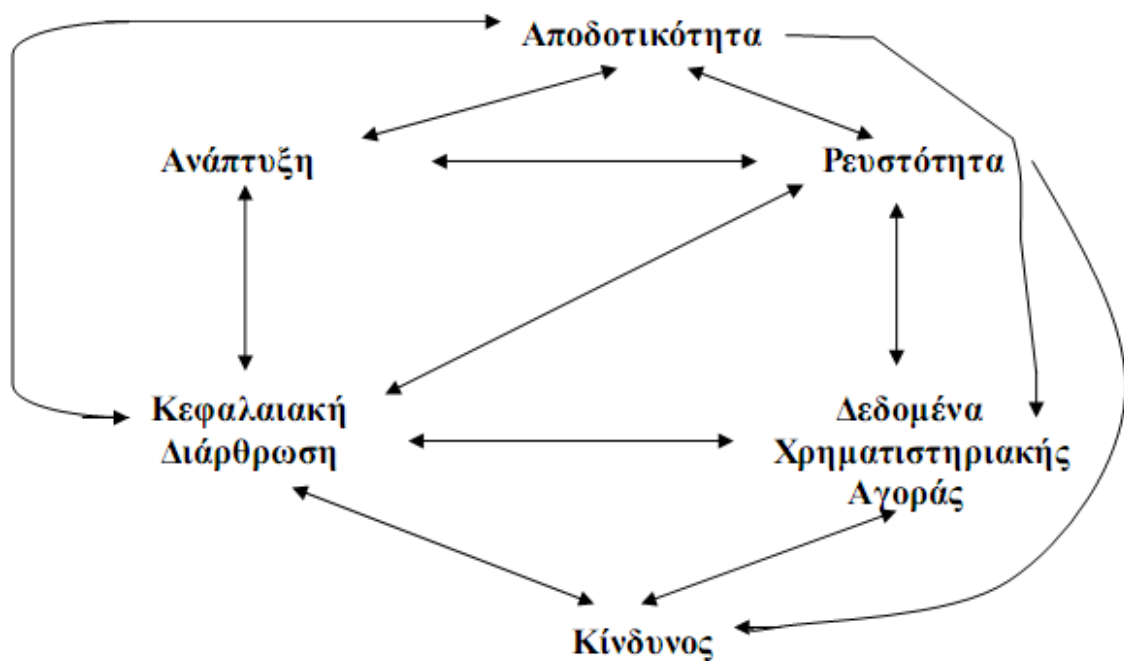 Αποδοτικότητα
Ανάπτυξη
Ρευστότητα
Κεφαλαιακή
Διάρθρωση
Δεδομένα
Χρηματιστηριακής
Αγοράς
Κίνδυνος